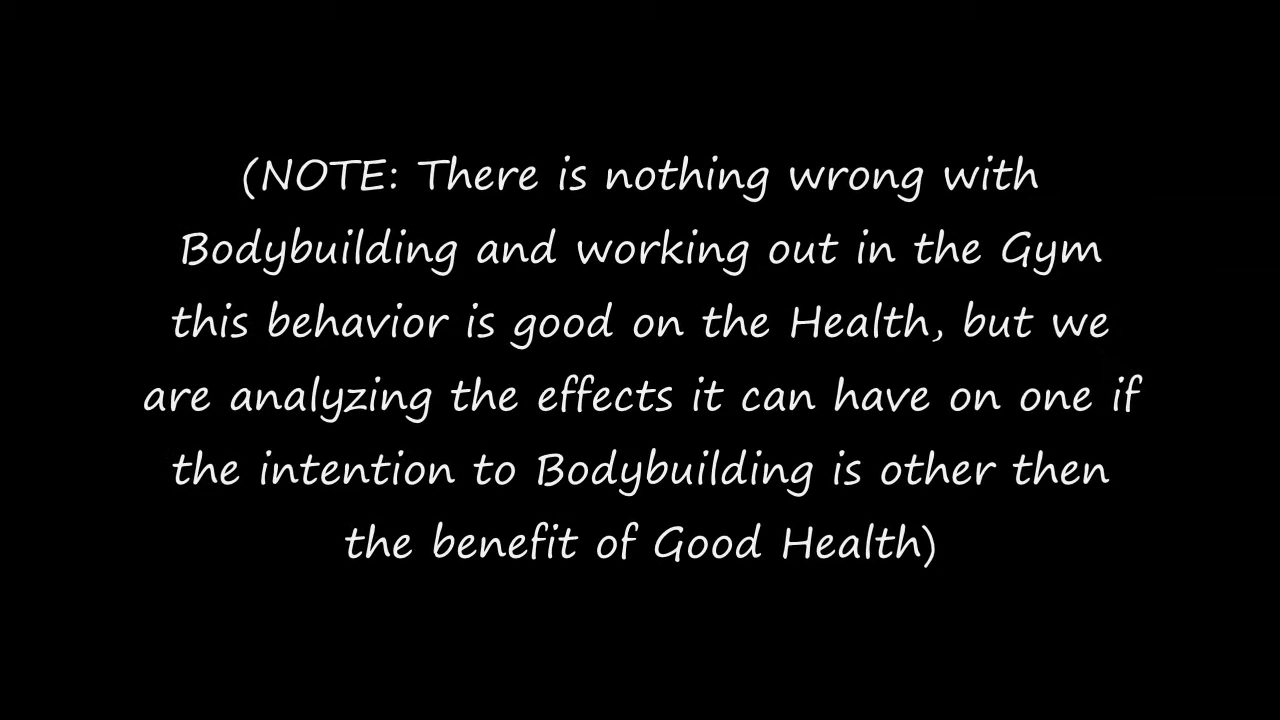 (NOTE: There is nothing wrong with
Bodybuilding and working out in the Gym
this behavior is good on the Health, but we
are analyzing the effects it can have on one if
the intention to Bodybuilding is other then
the benefit of Good Health)